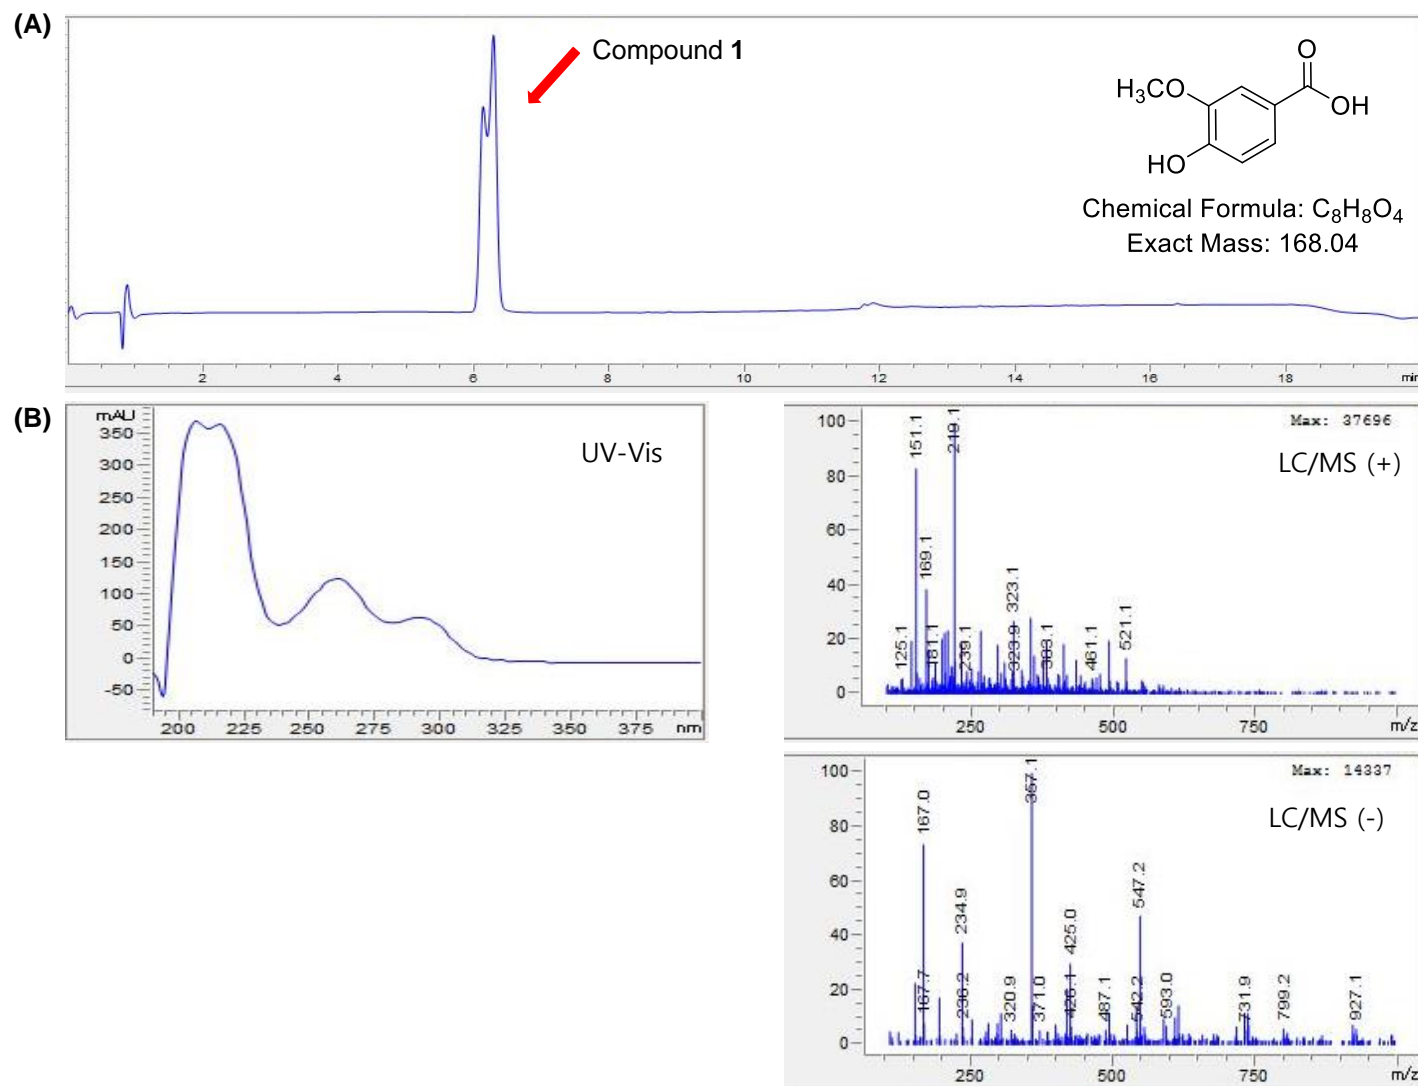 (A)
Compound 1
O
H₃CO
OH
HO
Chemical Formula: C₈H₈O₄
Exact Mass: 168.04
2 4 6 8 10 12 14 16 18 min
(B)
mAU
350
300
250
200
150
100
50
0
-50
UV-Vis
200 225 250 275 300 325 350 375 nm
Max: 37696
LC/MS (+)
100
80
60
40
20
0
125.1
151.1
169.1
181.1
219.1
239.1
323.1
323.9
383.1
461.1
521.1
250 500 750 m/z
Max: 14337
LC/MS (-)
100
80
60
40
20
0
167.0
167.7
234.9
236.2
320.9
357.1
371.0
425.0
426.1
487.1
542.2
547.2
593.0
731.9
799.2
927.1
250 500 750 m/z